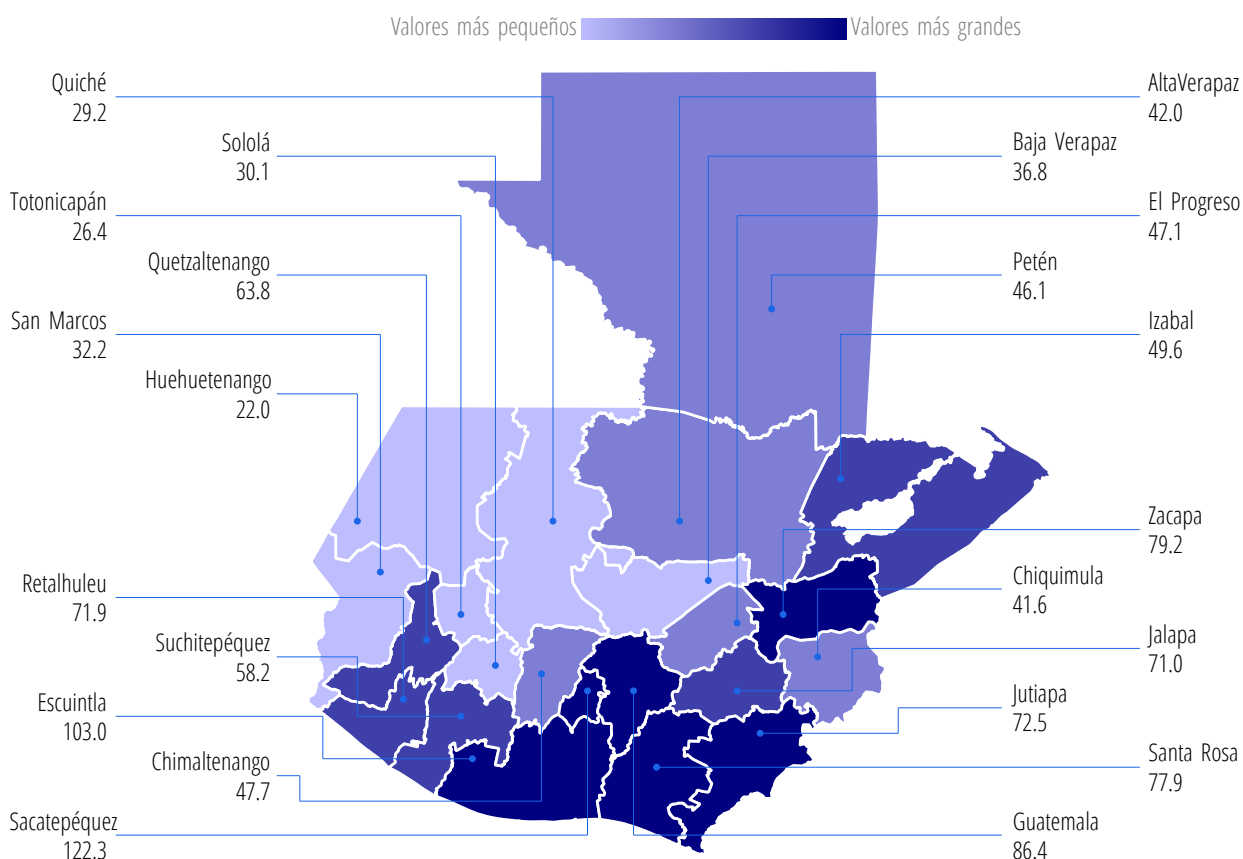 Valores más pequeños
Valores más grandes
Quiché
29.2
Sololá
30.1
Totonicapán
26.4
Quetzaltenango
63.8
San Marcos
32.2
Huehuetenango
22.0
Retalhuleu
71.9
Suchitepéquez
58.2
Escuintla
103.0
Chimaltenango
47.7
Sacatepéquez
122.3
AltaVerapaz
42.0
Baja Verapaz
36.8
El Progreso
47.1
Petén
46.1
Izabal
49.6
Zacapa
79.2
Chiquimula
41.6
Jalapa
71.0
Jutiapa
72.5
Santa Rosa
77.9
Guatemala
86.4